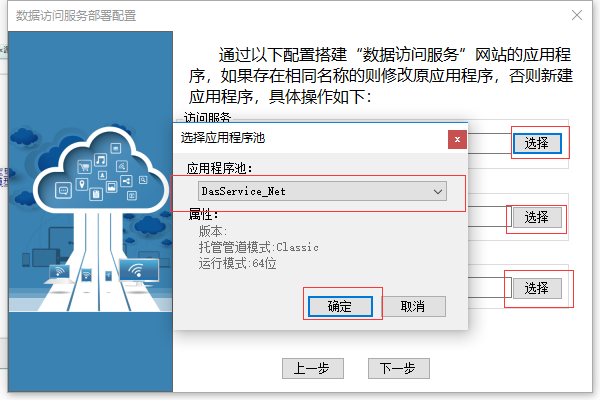 数据访问服务部署配置
通过以下配置搭建“数据访问服务”网站的应用程
序，如果存在相同名称的则修改原应用程序，否则新建
应用程序，具体操作如下：
访问服务
选择应用程序池
x
选择
应用程序池：
DasService_Net
属性：
选择
版本：
托管管道模式：Classic
运行模式：64位
选择
确定
取消
上一步
下一步